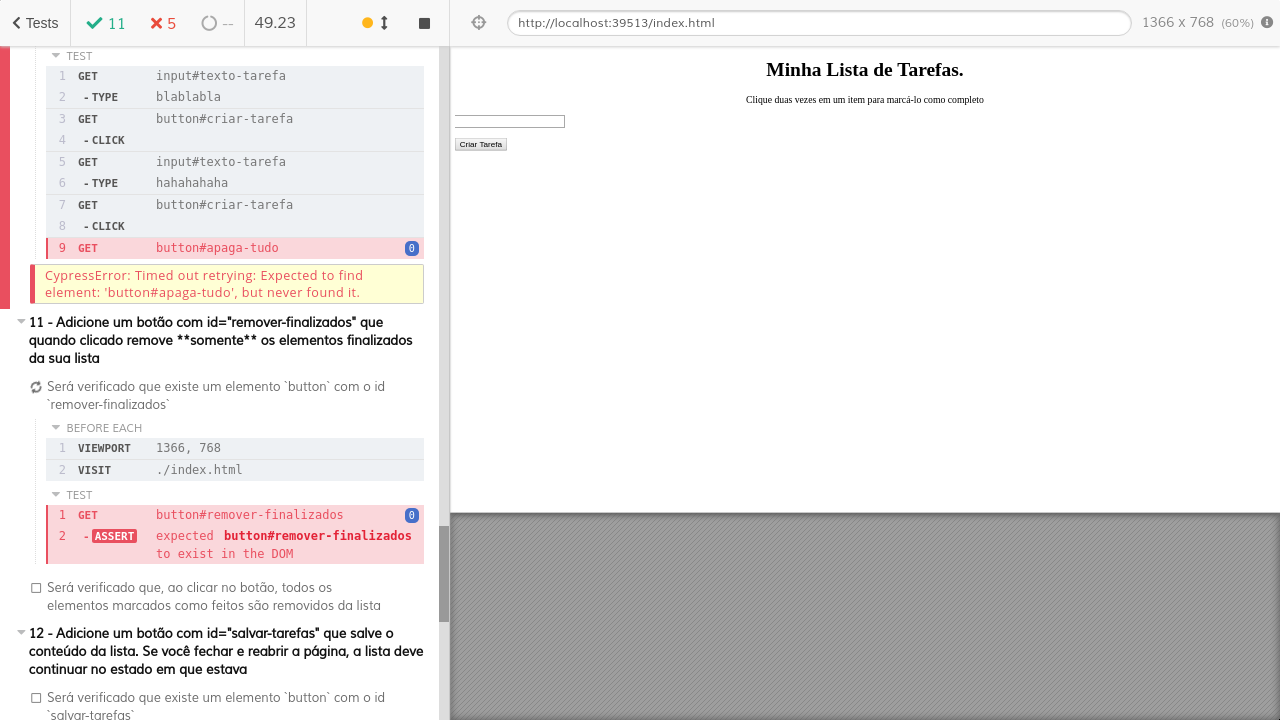 Tests
11
5
--
49.23
http://localhost:39513/index.html
1366 x 768 (60%)
TEST
1 GET input#texto-tarefa
2 - TYPE blablabla
3 GET button#criar-tarefa
4 - CLICK
5 GET input#texto-tarefa
6 - TYPE hahahahaha
7 GET button#criar-tarefa
8 - CLICK
9 GET button#apaga-tudo 0
CypressError: Timed out retrying: Expected to find
element: 'button#apaga-tudo', but never found it.
11 - Adicione um botão com id="remover-finalizados" que
quando clicado remove **somente** os elementos finalizados
da sua lista
Será verificado que existe um elemento `button` com o id
`remover-finalizados`
BEFORE EACH
1 VIEWPORT 1366, 768
2 VISIT ./index.html
TEST
1 GET button#remover-finalizados 0
2 - ASSERT expected button#remover-finalizados
to exist in the DOM
Será verificado que, ao clicar no botão, todos os
elementos marcados como feitos são removidos da lista
12 - Adicione um botão com id="salvar-tarefas" que salve o
conteúdo da lista. Se você fechar e reabrir a página, a lista deve
continuar no estado em que estava
Será verificado que existe um elemento `button` com o id
`salvar-tarefas`
Minha Lista de Tarefas.
Clique duas vezes em um item para marcá-lo como completo
Criar Tarefa